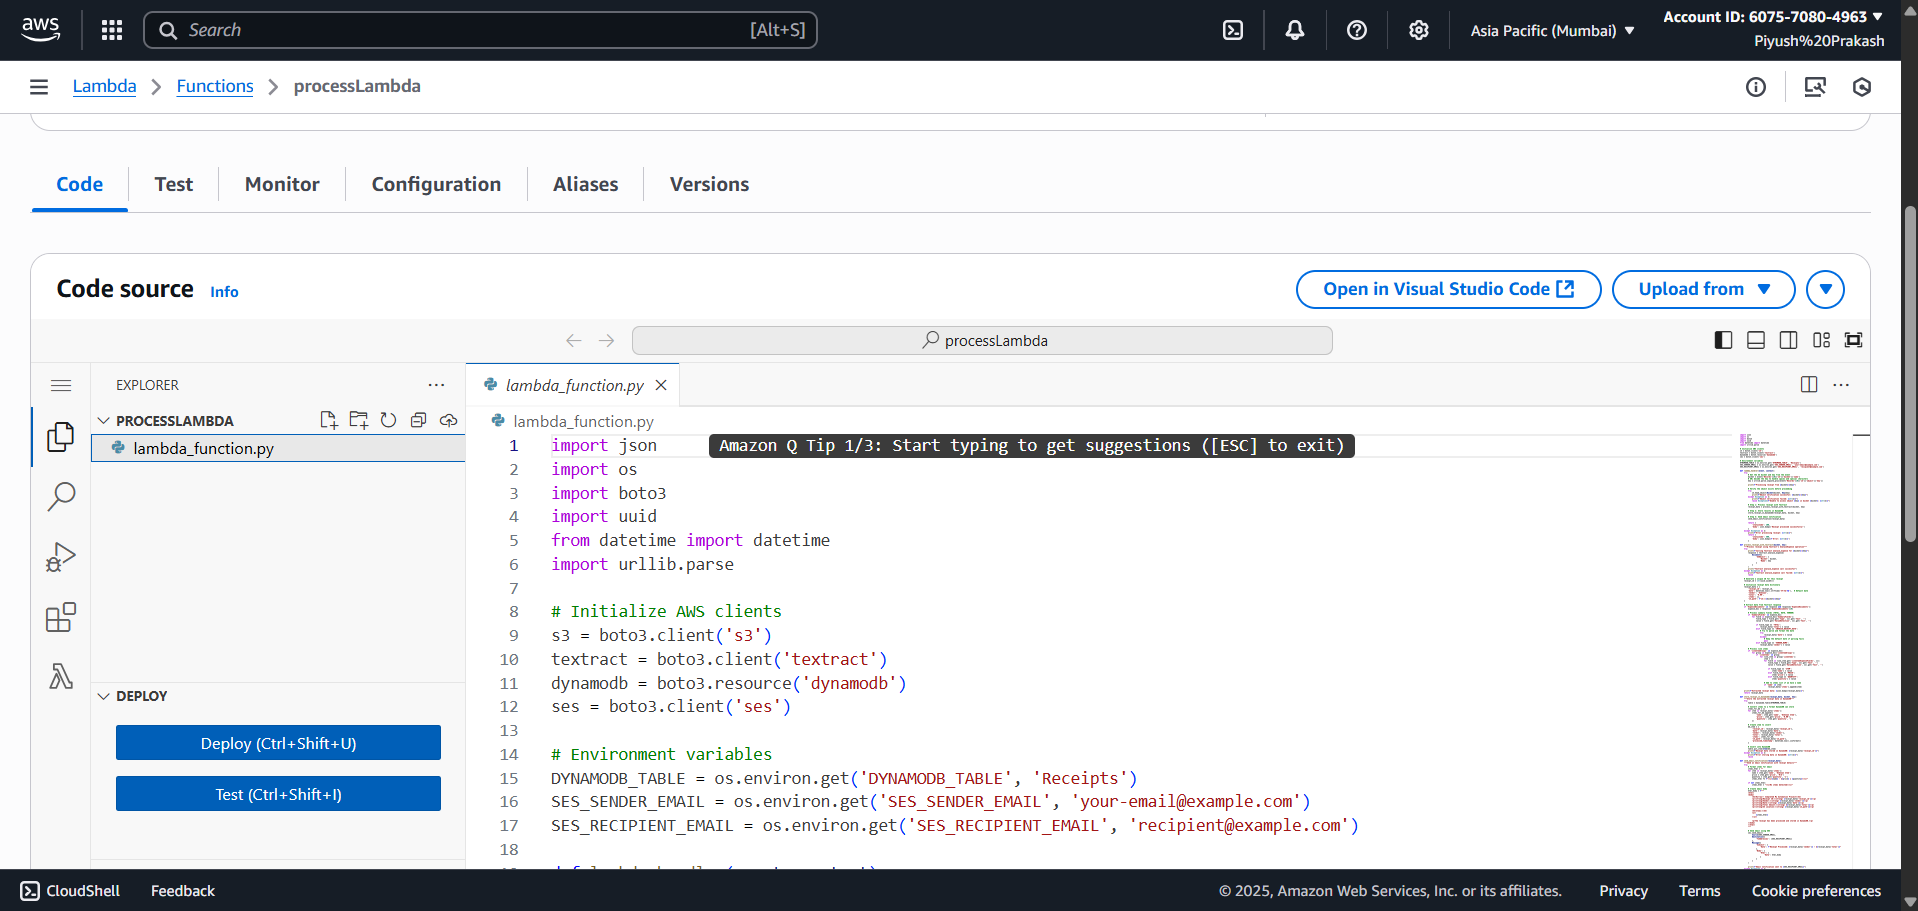 aws
Search [Alt+S]
Asia Pacific (Mumbai)
Account ID: 6075-7080-4963
Piyush%20Prakash
Lambda
Functions
processLambda
Code
Test
Monitor
Configuration
Aliases
Versions
Code source
Info
Open in Visual Studio Code
Upload from
processLambda
EXPLORER
PROCESSLAMBDA
lambda_function.py
DEPLOY
Deploy (Ctrl+Shift+U)
Test (Ctrl+Shift+I)
lambda_function.py
lambda_function.py
1 import json
Amazon Q Tip 1/3: Start typing to get suggestions ([ESC] to exit)
2 import os
3 import boto3
4 import uuid
5 from datetime import datetime
6 import urllib.parse
7
8 # Initialize AWS clients
9 s3 = boto3.client('s3')
10 textract = boto3.client('textract')
11 dynamodb = boto3.resource('dynamodb')
12 ses = boto3.client('ses')
13
14 # Environment variables
15 DYNAMODB_TABLE = os.environ.get('DYNAMODB_TABLE', 'Receipts')
16 SES_SENDER_EMAIL = os.environ.get('SES_SENDER_EMAIL', 'your-email@example.com')
17 SES_RECIPIENT_EMAIL = os.environ.get('SES_RECIPIENT_EMAIL', 'recipient@example.com')
18
CloudShell
Feedback
© 2025, Amazon Web Services, Inc. or its affiliates.
Privacy
Terms
Cookie preferences